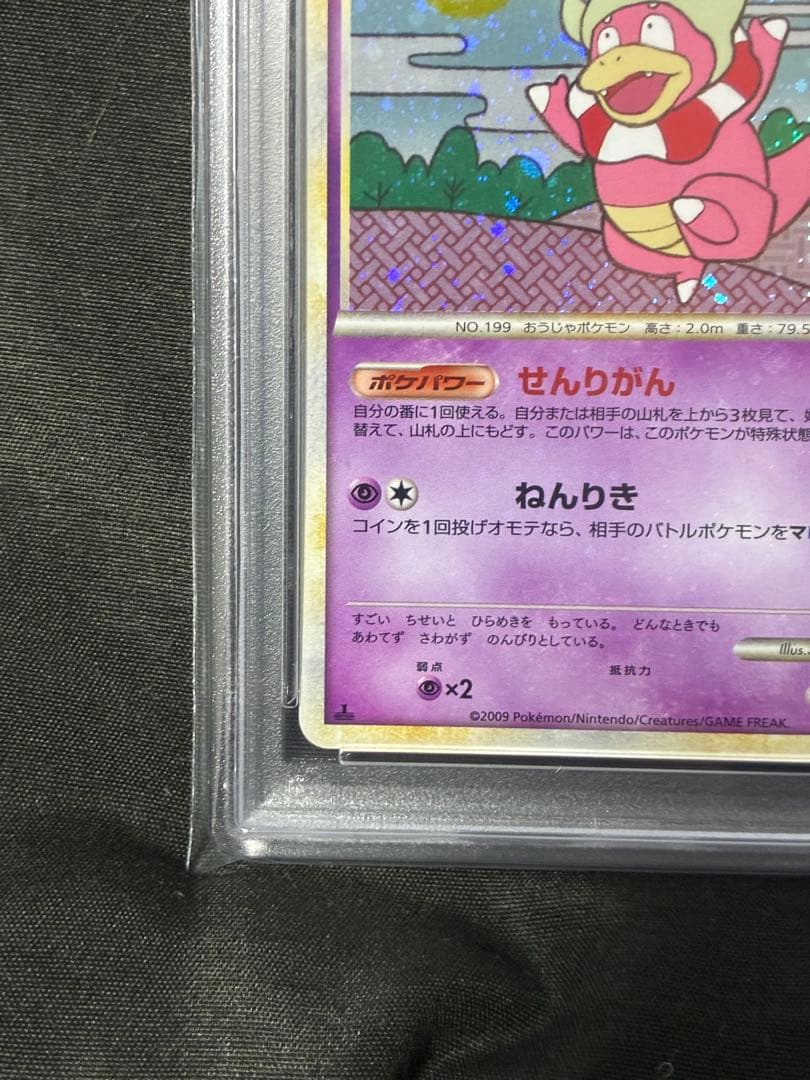 NO.199 おうじゃポケモン 高さ：2.0m 重さ：79.5
ポケパワー せんりがん
自分の番に1回使える。自分または相手の山札を上から3枚見て、
替えて、山札の上にもどす。このパワーは、このポケモンが特殊状態
ねんりき
コインを1回投げオモテなら、相手のバトルポケモンをマ
すごい ちせいと ひらめきを もっている。 どんなときでも
あわてず さわがず のんびりとしている。
Illus.
弱点 抵抗力
×2
1
©2009 Pokémon/Nintendo/Creatures/GAME FREAK.